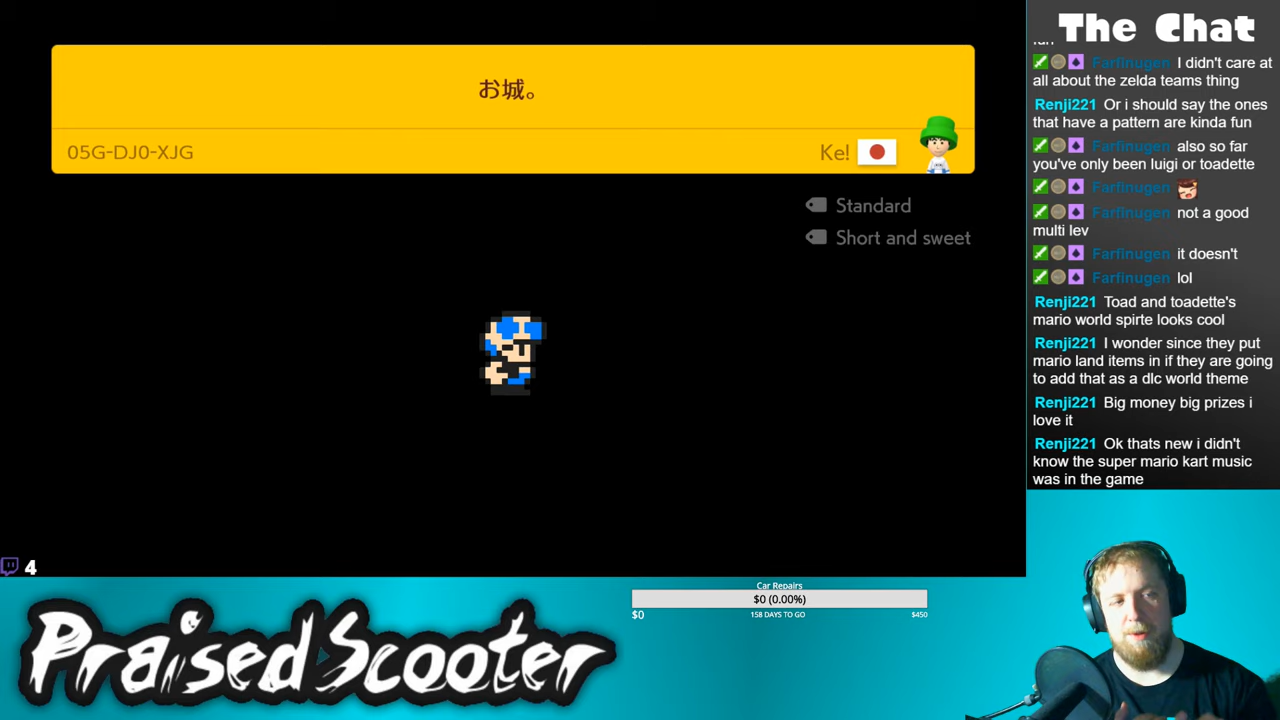 お城。
05G-DJ0-XJG
Ke!
Standard
Short and sweet
4
The Chat
Farfinugen I didn't care at
all about the zelda teams thing
Renji221 Or i should say the ones
that have a pattern are kinda fun
Farfinugen also so far
you've only been luigi or toadette
Farfinugen
Farfinugen not a good
multi lev
Farfinugen it doesn't
Farfinugen lol
Renji221 Toad and toadette's
mario world spirte looks cool
Renji221 I wonder since they put
mario land items in if they are going
to add that as a dlc world theme
Renji221 Big money big prizes i
love it
Renji221 Ok thats new i didn't
know the super mario kart music
was in the game
PraisedScooter
Car Repairs
$0 (0.00%)
$0
158 DAYS TO GO
$450